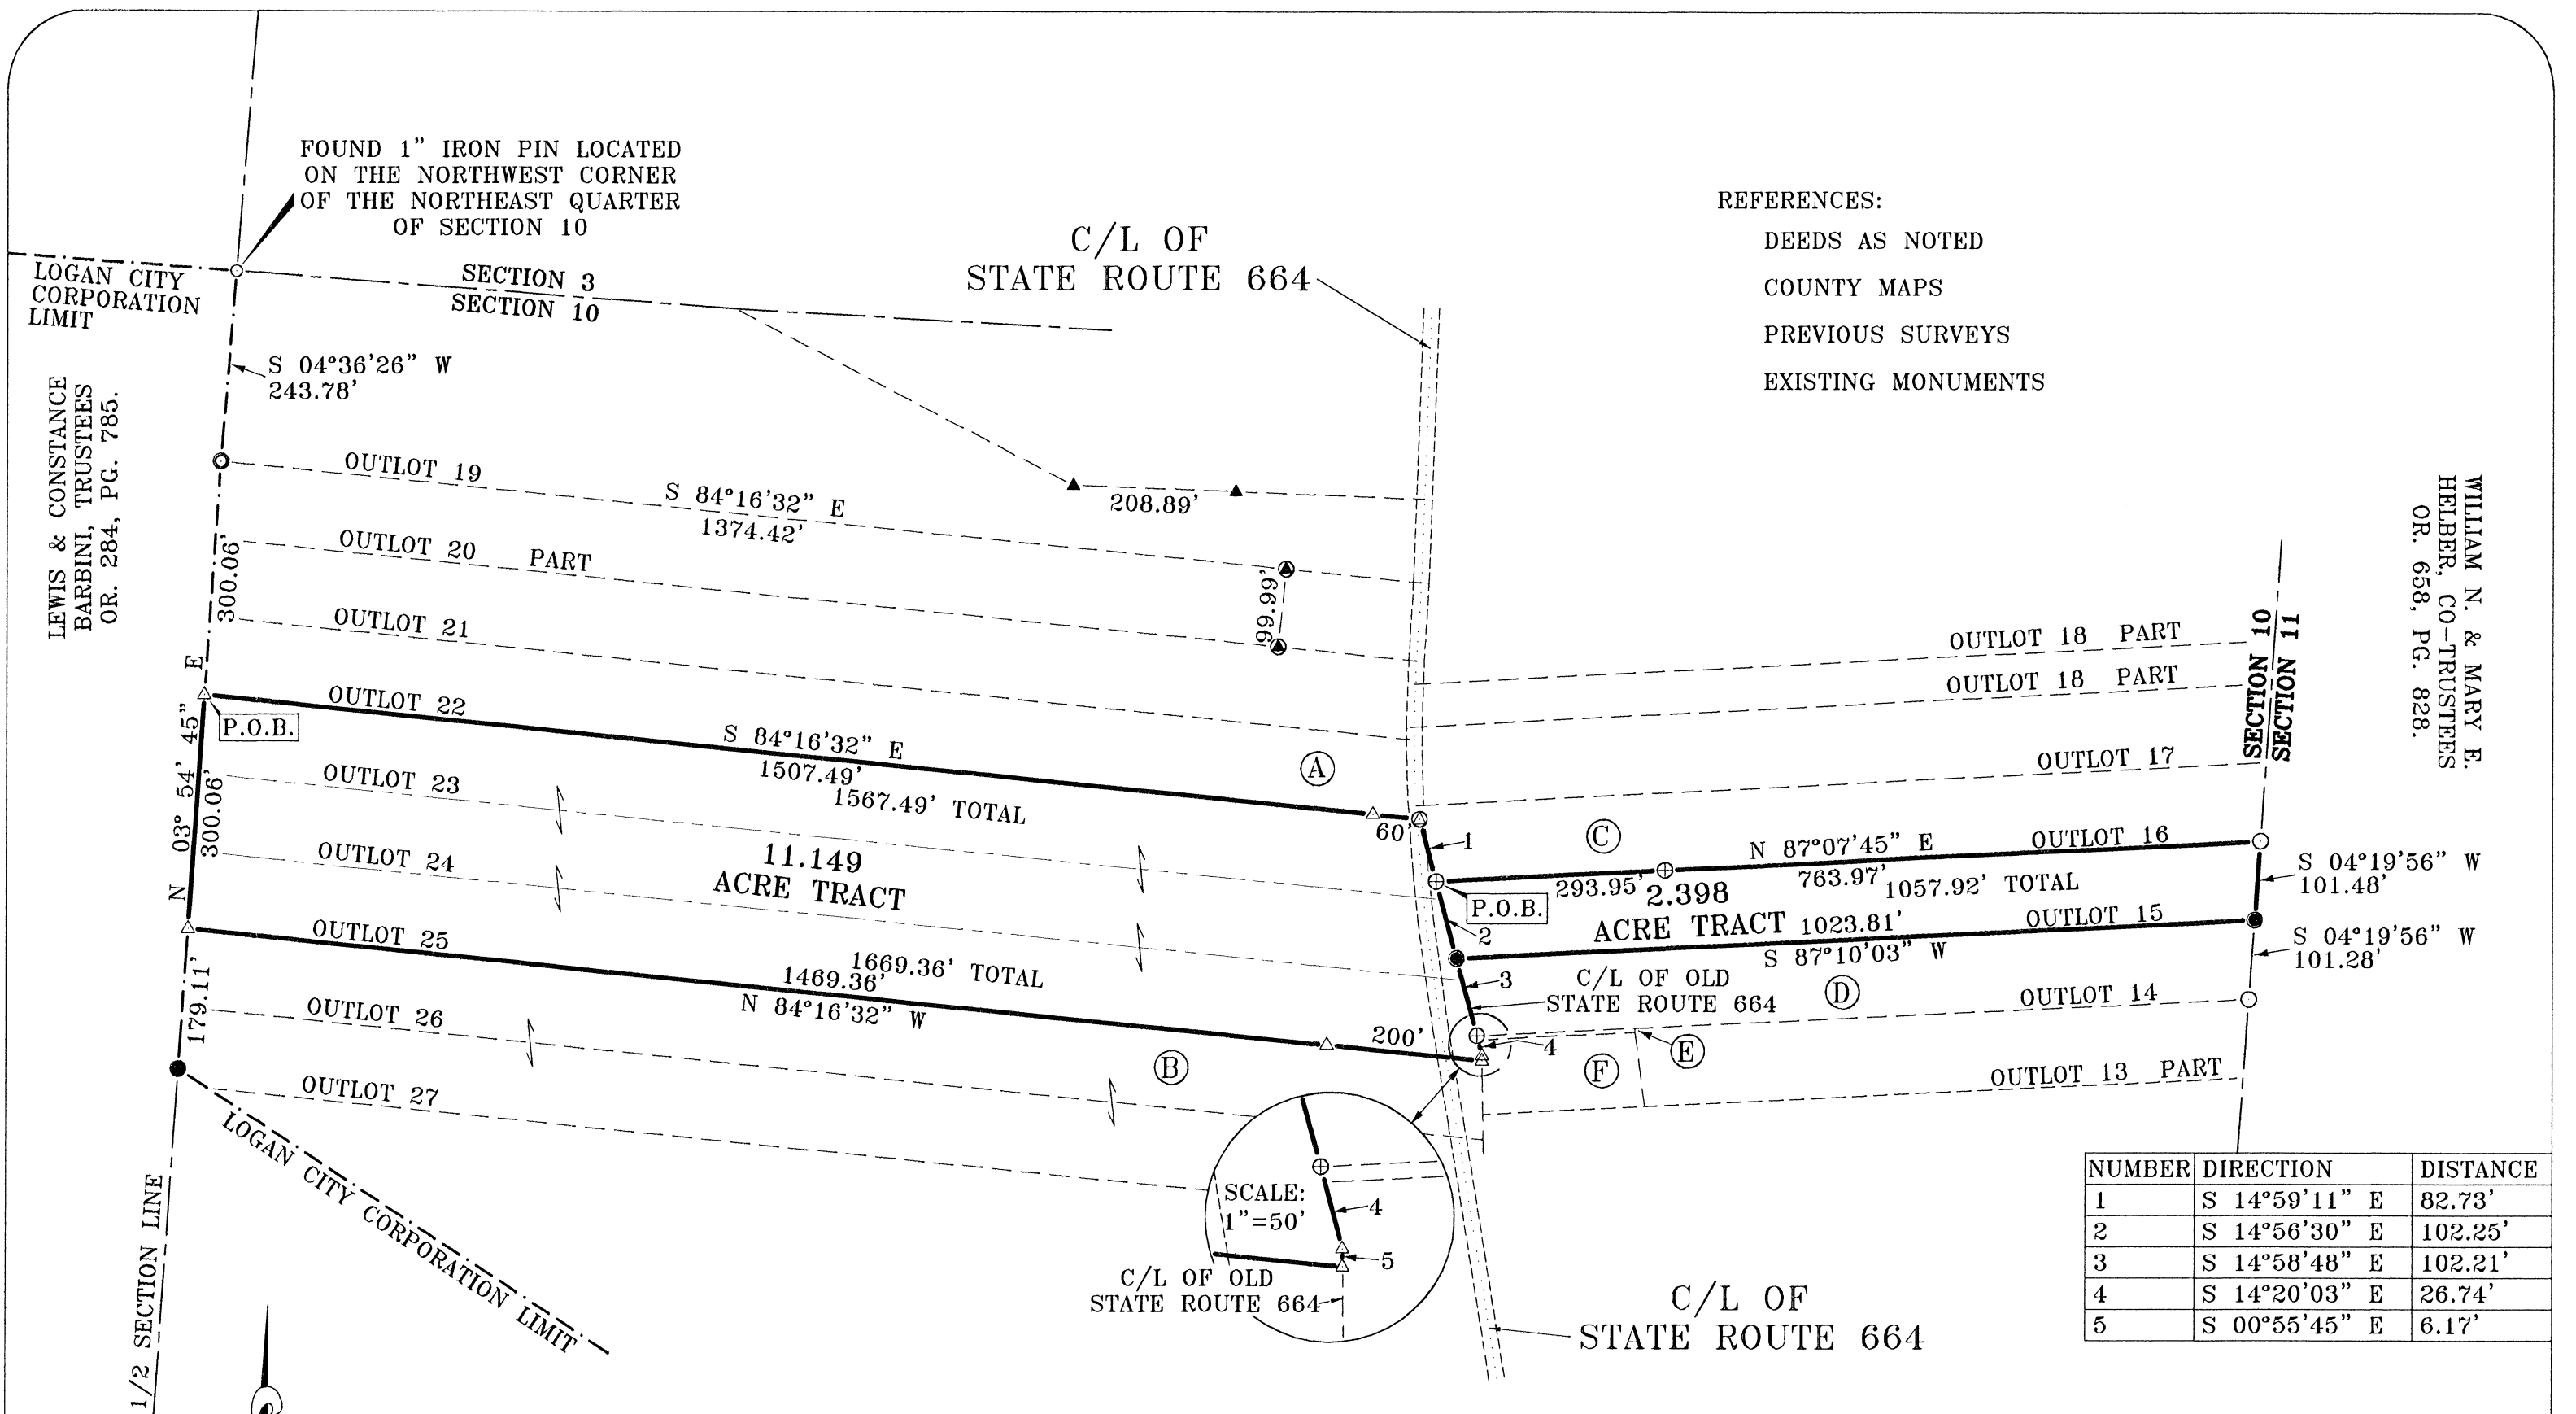 FOUND 1” IRON PIN LOCATED
ON THE NORTHWEST CORNER
OF THE NORTHEAST QUARTER
OF SECTION 10
C/L OF
STATE ROUTE 664
REFERENCES:
DEEDS AS NOTED
COUNTY MAPS
PREVIOUS SURVEYS
EXISTING MONUMENTS
LOGAN CITY
CORPORATION
LIMIT
SECTION 3
SECTION 10
S 04°36'26” W
243.78'
LEWIS & CONSTANCE
BARBINI, TRUSTEES
OR. 284, PG. 785.
WILLIAM N. & MARY E.
HELBER, CO-TRUSTEES
OR. 658, PG. 828.
OUTLOT 19
S 84°16'32” E
1374.42'
208.89'
OUTLOT 20 PART
300.06'
99.99'
OUTLOT 21
OUTLOT 18 PART
OUTLOT 18 PART
SECTION 10
SECTION 11
OUTLOT 22
P.O.B.
S 84°16'32” E
1507.49'
1567.49' TOTAL
A
60'
OUTLOT 17
N 03° 54' 45” E
300.06'
OUTLOT 23
OUTLOT 24
11.149
ACRE TRACT
1
C
N 87°07'45” E
OUTLOT 16
293.95'
763.97'
1057.92' TOTAL
P.O.B.
2.398
ACRE TRACT
S 04°19'56” W
101.48'
2
1023.81'
OUTLOT 15
S 87°10'03” W
S 04°19'56” W
101.28'
OUTLOT 25
1669.36' TOTAL
1469.36'
N 84°16'32” W
200'
3
C/L OF OLD
STATE ROUTE 664
D
OUTLOT 14
179.11'
OUTLOT 26
B
4
E
F
OUTLOT 13 PART
OUTLOT 27
LOGAN CITY CORPORATION LIMIT
1/2 SECTION LINE
SCALE:
1”=50'
4
5
C/L OF OLD
STATE ROUTE 664
C/L OF
STATE ROUTE 664
NUMBER DIRECTION DISTANCE
1 S 14°59'11” E 82.73'
2 S 14°56'30” E 102.25'
3 S 14°58'48” E 102.21'
4 S 14°20'03” E 26.74'
5 S 00°55'45” E 6.17'